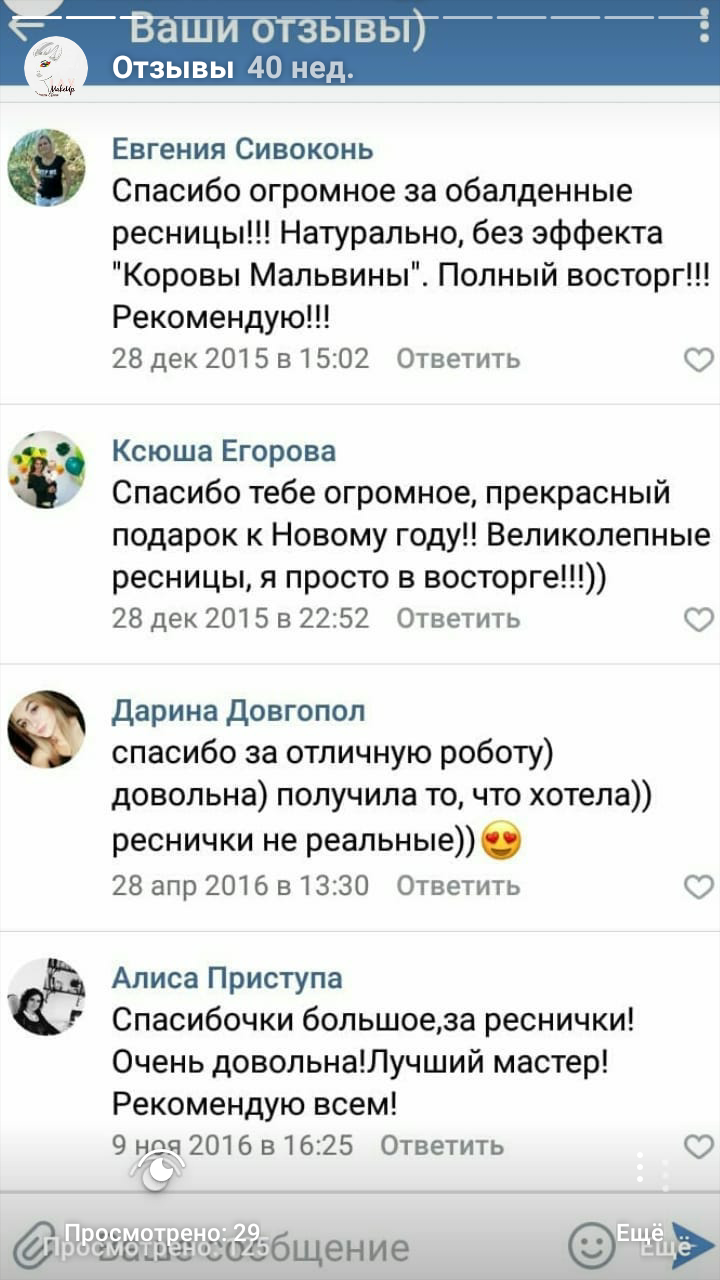 Ваши отзывы)
Отзывы 40 нед.
MakeUp
Евгения Сивоконь
Спасибо огромное за обалденные
ресницы!!! Натурально, без эффекта
"Коровы Мальвины". Полный восторг!!!
Рекомендую!!!
28 дек 2015 в 15:02 Ответить
Ксюша Егорова
Спасибо тебе огромное, прекрасный
подарок к Новому году!! Великолепные
ресницы, я просто в восторге!!!))
28 дек 2015 в 22:52 Ответить
Дарина Довгопол
спасибо за отличную роботу)
довольна) получила то, что хотела))
реснички не реальные))😍
28 апр 2016 в 13:30 Ответить
Алиса Приступа
Спасибочки большое,за реснички!
Очень довольна!Лучший мастер!
Рекомендую всем!
9 ноя 2016 в 16:25 Ответить
Просмотрено: 29 Ещё
Просмотрено: 125 Ещё
сообщение